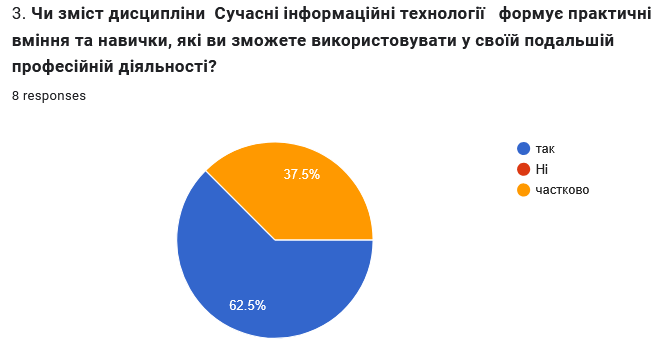 3. Чи зміст дисципліни  Сучасні інформаційні технології   формує практичні
вміння та навички, які ви зможете використовувати у своїй подальшій
професійній діяльності?
8 responses
37.5%
62.5%
так
Ні
частково